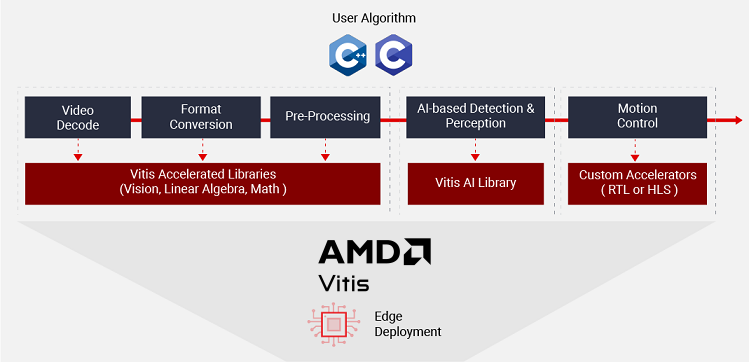 User Algorithm
C++ C
Video
Decode
Format
Conversion
Pre-Processing
AI-based Detection &
Perception
Motion
Control
Vitis Accelerated Libraries
(Vision, Linear Algebra, Math )
Vitis AI Library
Custom Accelerators
( RTL or HLS )
AMD
Vitis
Edge
Deployment